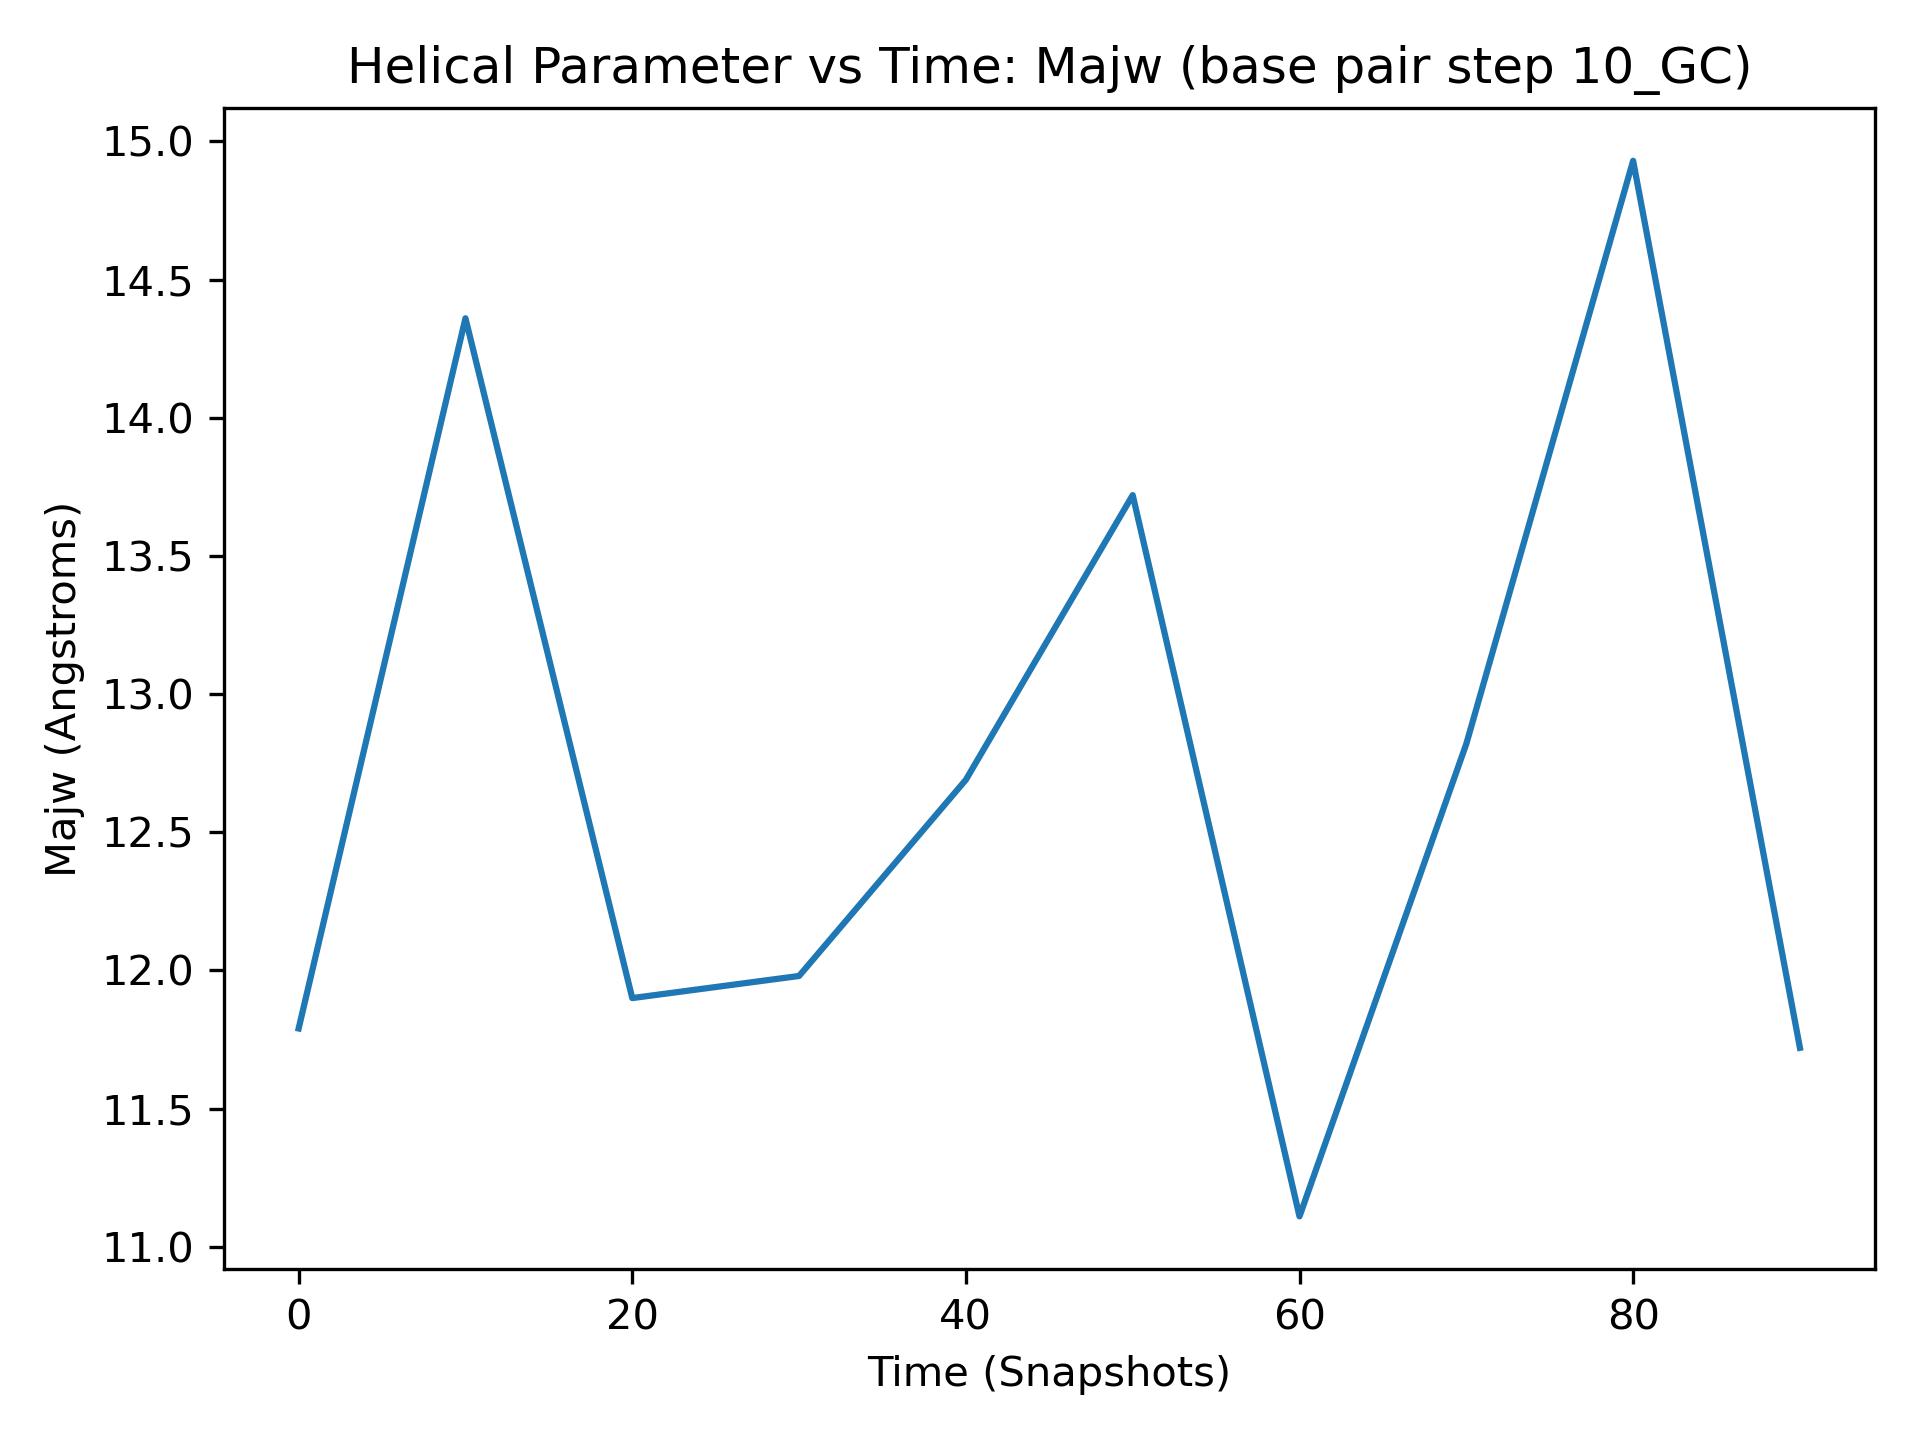 Helical Parameter vs Time: Majw (base pair step 10_GC)
15.0
14.5
14.0
13.5
13.0
12.5
12.0
11.5
11.0
Majw (Angstroms)
0 20 40 60 80
Time (Snapshots)